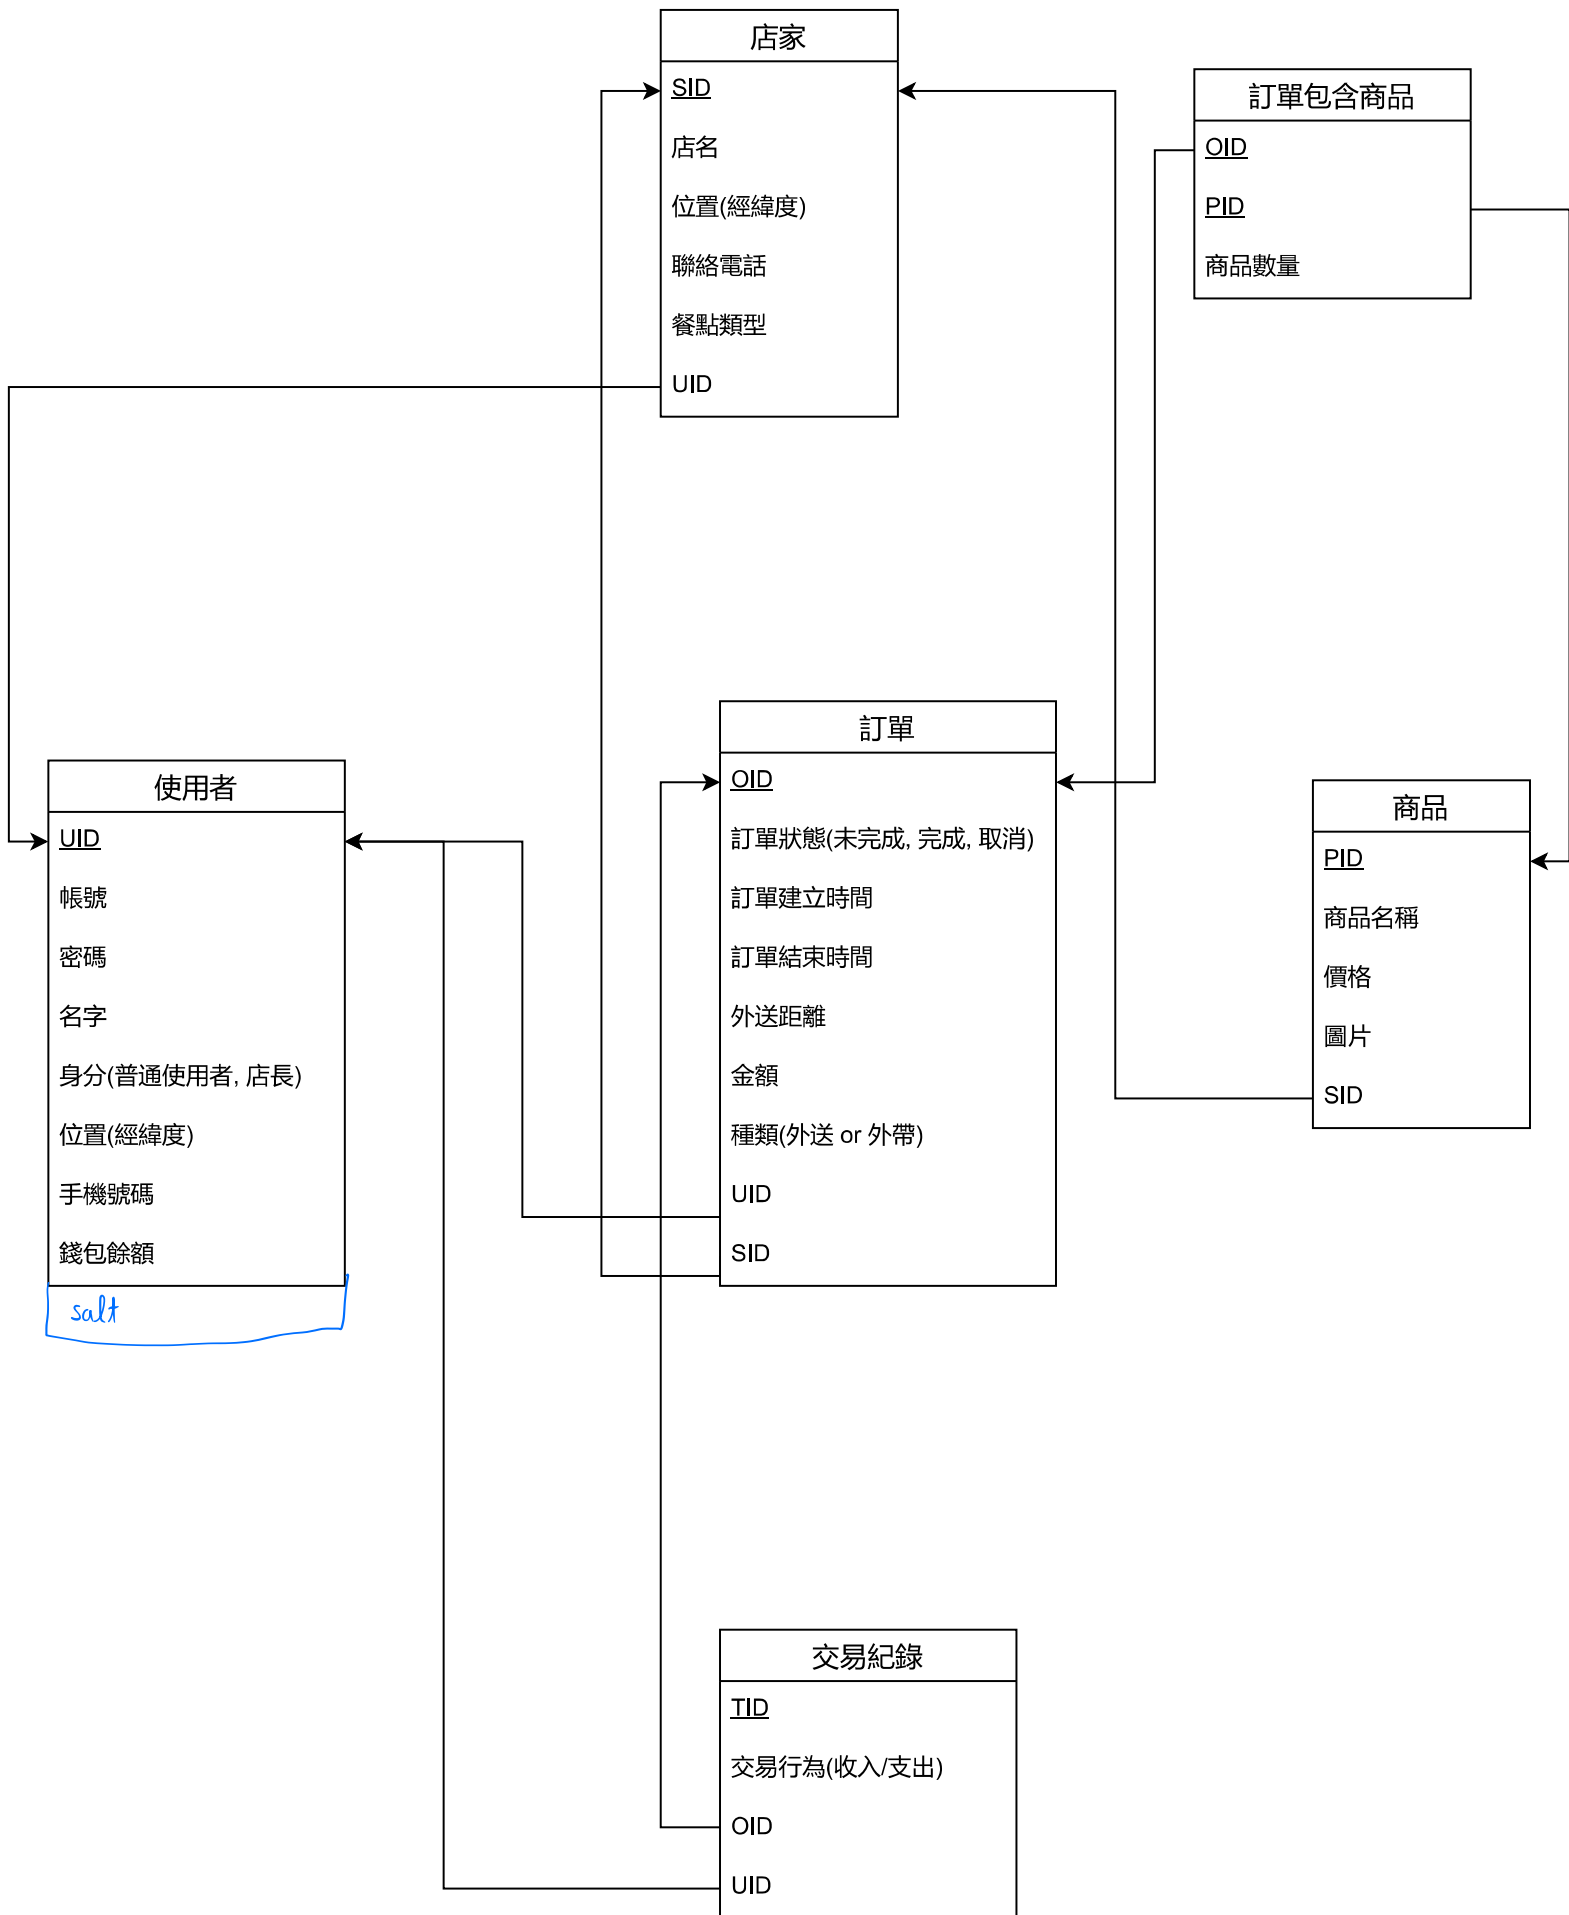 店家
SID
店名
位置(經緯度)
聯絡電話
餐點類型
UID
訂單包含商品
OID
PID
商品數量
使用者
UID
帳號
密碼
名字
身分(普通使用者, 店長)
位置(經緯度)
手機號碼
錢包餘額
salt
訂單
OID
訂單狀態(未完成, 完成, 取消)
訂單建立時間
訂單結束時間
外送距離
金額
種類(外送 or 外帶)
UID
SID
商品
PID
商品名稱
價格
圖片
SID
交易紀錄
TID
交易行為(收入/支出)
OID
UID